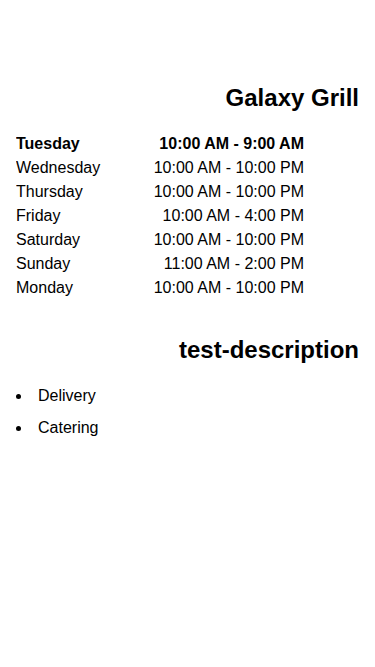 Galaxy Grill
Tuesday 10:00 AM - 9:00 AM
Wednesday 10:00 AM - 10:00 PM
Thursday 10:00 AM - 10:00 PM
Friday 10:00 AM - 4:00 PM
Saturday 10:00 AM - 10:00 PM
Sunday 11:00 AM - 2:00 PM
Monday 10:00 AM - 10:00 PM
test-description
• Delivery
• Catering